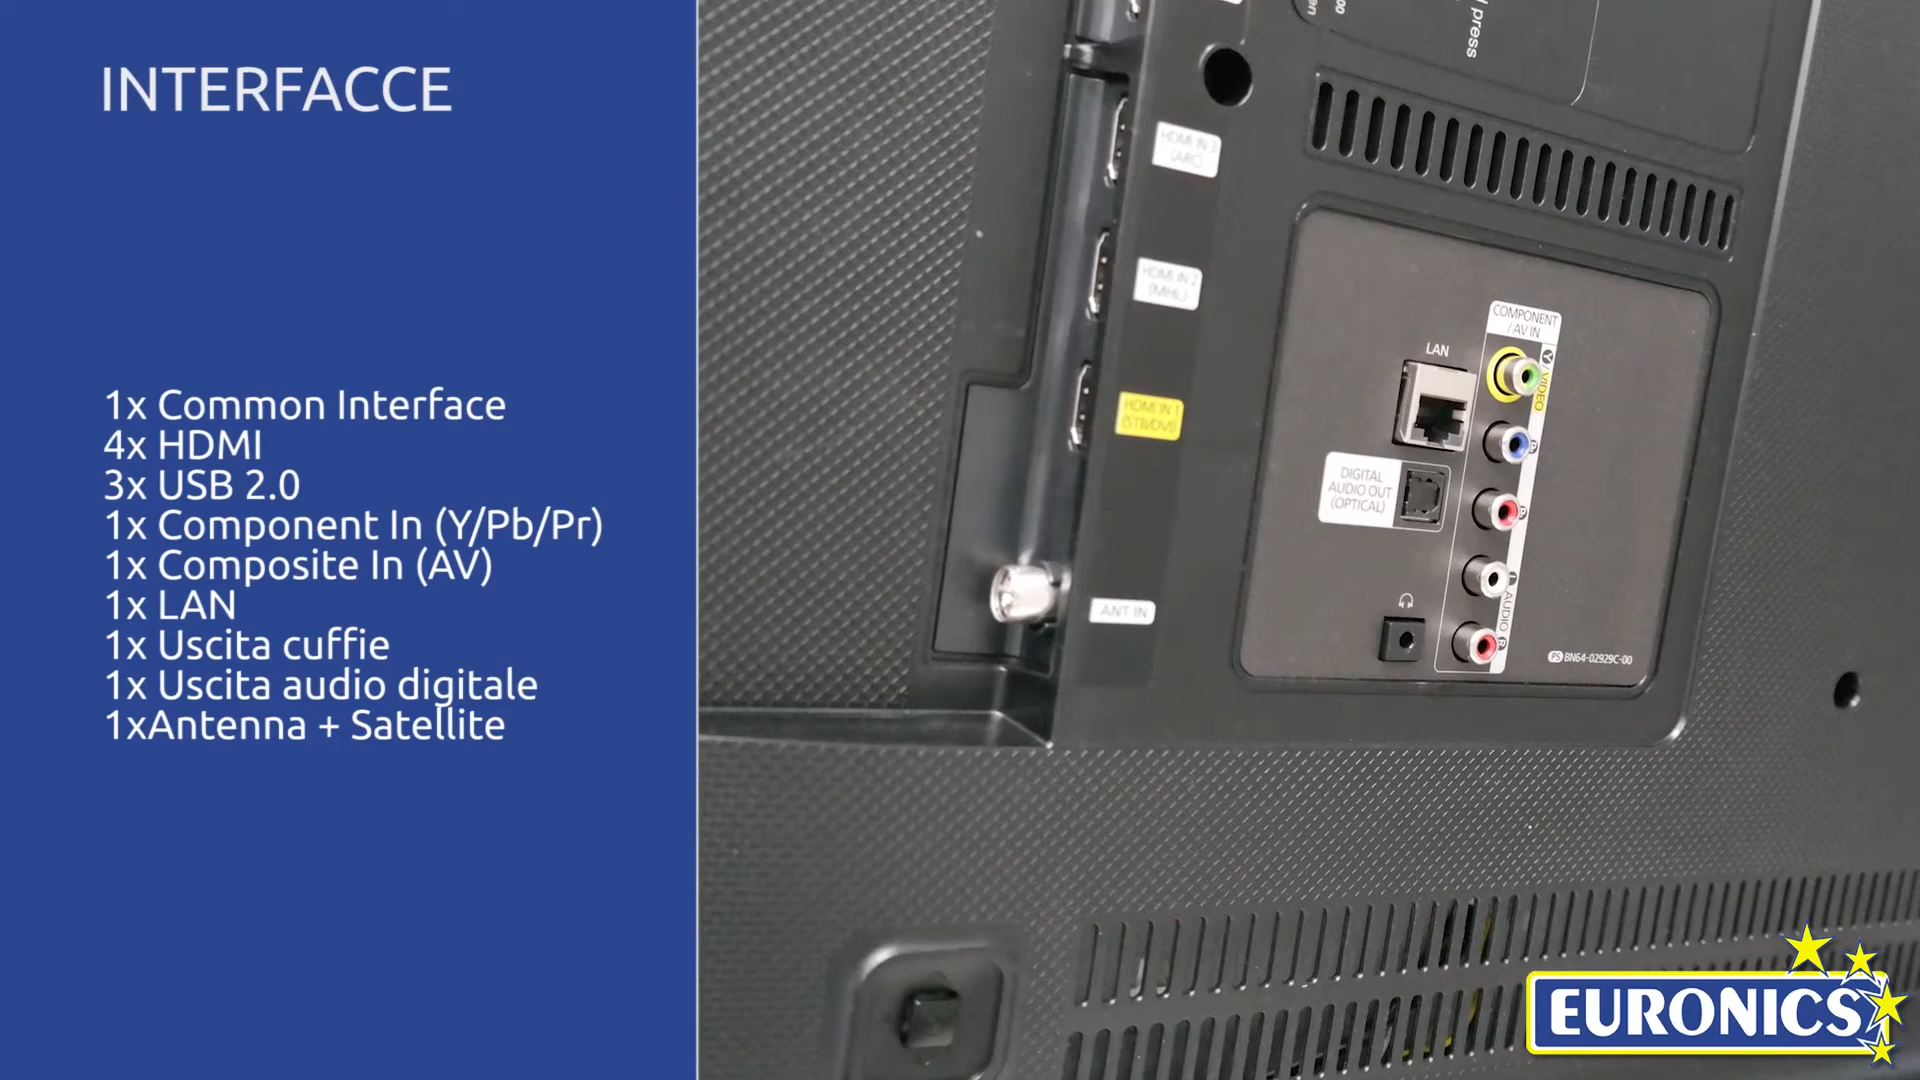 INTERFACCE
1x Common Interface
4x HDMI
3x USB 2.0
1x Component In (Y/Pb/Pr)
1x Composite In (AV)
1x LAN
1x Uscita cuffie
1x Uscita audio digitale
1xAntenna + Satellite
press
00
HDMI IN 3
(ARC)
HDMI IN 2
(MHL)
HDMI IN 1
(STB/DVI)
ANT IN
COMPONENT
/ AV IN
LAN
Y / VIDEO
DIGITAL
AUDIO OUT
(OPTICAL)
L AUDIO R
PS BN64-02929C-00
EURONICS